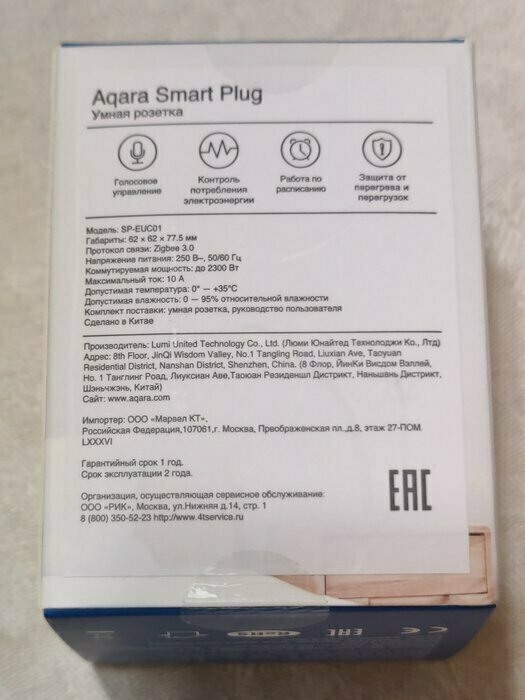 Aqara Smart Plug
Умная розетка
Голосовое управление
Контроль потребления электроэнергии
Работа по расписанию
Защита от перегрева и перегрузок
Модель: SP-EUC01
Габариты: 62 x 62 x 77.5 мм
Протокол связи: Zigbee 3.0
Напряжение питания: 250 В~, 50/60 Гц
Коммутируемая мощность: до 2300 Вт
Максимальный ток: 10 А
Допустимая температура: 0° — +35°C
Допустимая влажность: 0 — 95% относительной влажности
Комплект поставки: умная розетка, руководство пользователя
Сделано в Китае
Производитель: Lumi United Technology Co., Ltd. (Люми Юнайтед Технолоджи Ко., Лтд)
Адрес: 8th Floor, JinQi Wisdom Valley, No.1 Tangling Road, Liuxian Ave, Taoyuan
Residential District, Nanshan District, Shenzhen, China. (8 Флор, ЙинКи Висдом Вэллей,
Но. 1 Танглинг Роад, Лиуксиан Аве,Таоюан Резиденшл Дистрикт, Наньшань Дистрикт,
Шэньчжэнь, Китай)
Сайт: www.aqara.com
Импортер: ООО «Марвел КТ»,
Российская Федерация,107061,г. Москва, Преображенская пл.,д.8, этаж 27-ПОМ.
LXXXVI
Гарантийный срок 1 год.
Срок эксплуатации 2 года.
Организация, осуществляющая сервисное обслуживание:
ООО «РИК», Москва, ул.Нижняя д.14, стр. 1
8 (800) 350-52-23 http://www.4tservice.ru
EAC
RoHS
EAC
CE